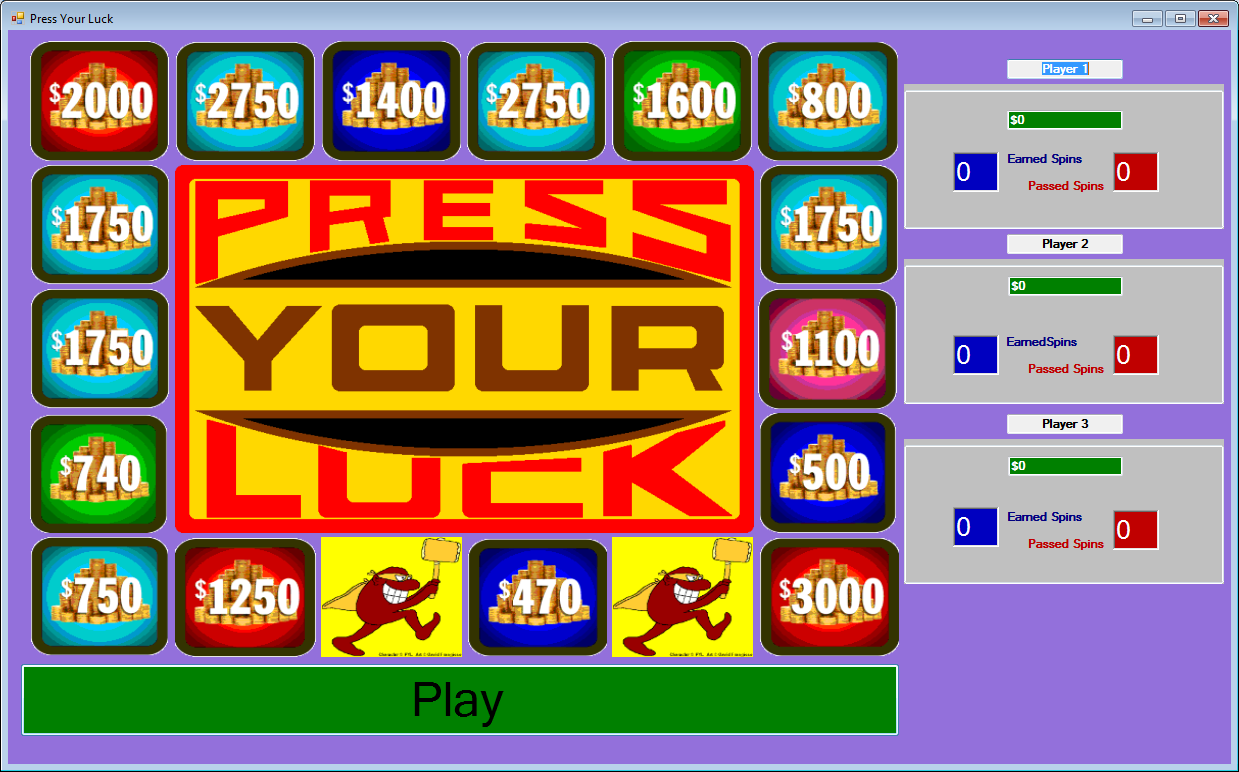 Press Your Luck
$2000 $2750 $1400 $2750 $1600 $800
$1750 $1750
$1750 $1100
$740 $500
$750 $1250 $470 $3000
PRESS
YOUR
LUCK
Play
Player 1
$0
0 Earned Spins 0
Passed Spins
Player 2
$0
0 EarnedSpins 0
Passed Spins
Player 3
$0
0 Earned Spins 0
Passed Spins